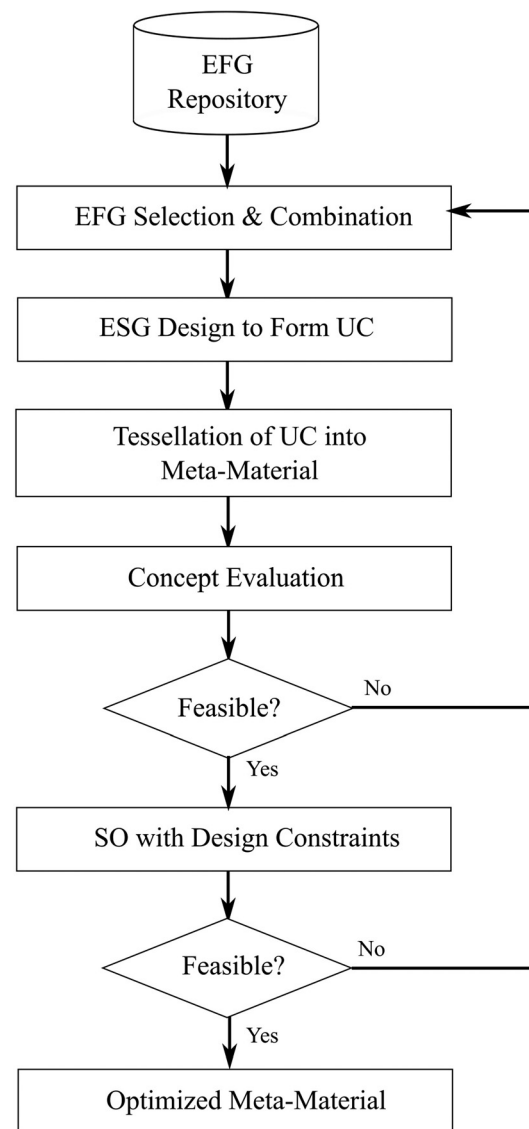 EFG
Repository
EFG Selection & Combination
ESG Design to Form UC
Tessellation of UC into
Meta-Material
Concept Evaluation
Feasible?
No
Yes
SO with Design Constraints
Feasible?
No
Yes
Optimized Meta-Material